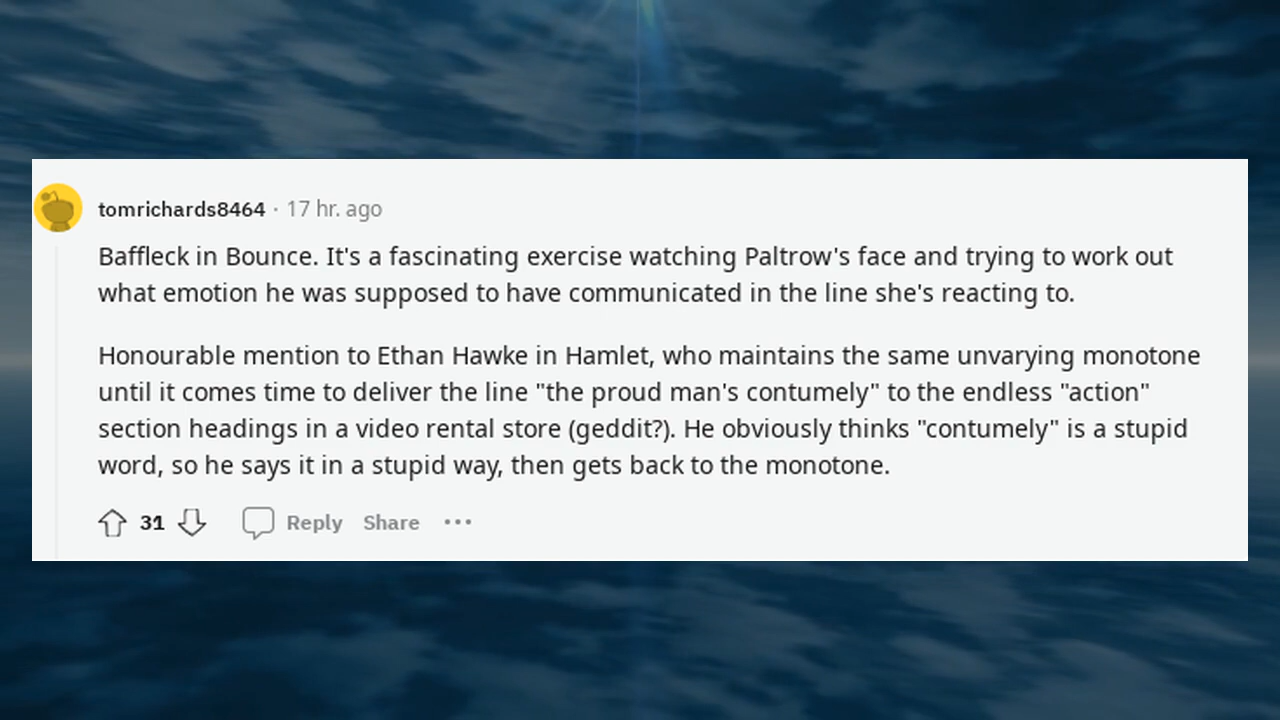 tomrichards8464 · 17 hr. ago
Baffleck in Bounce. It's a fascinating exercise watching Paltrow's face and trying to work out
what emotion he was supposed to have communicated in the line she's reacting to.
Honourable mention to Ethan Hawke in Hamlet, who maintains the same unvarying monotone
until it comes time to deliver the line "the proud man's contumely" to the endless "action"
section headings in a video rental store (geddit?). He obviously thinks "contumely" is a stupid
word, so he says it in a stupid way, then gets back to the monotone.
31 Reply Share ···